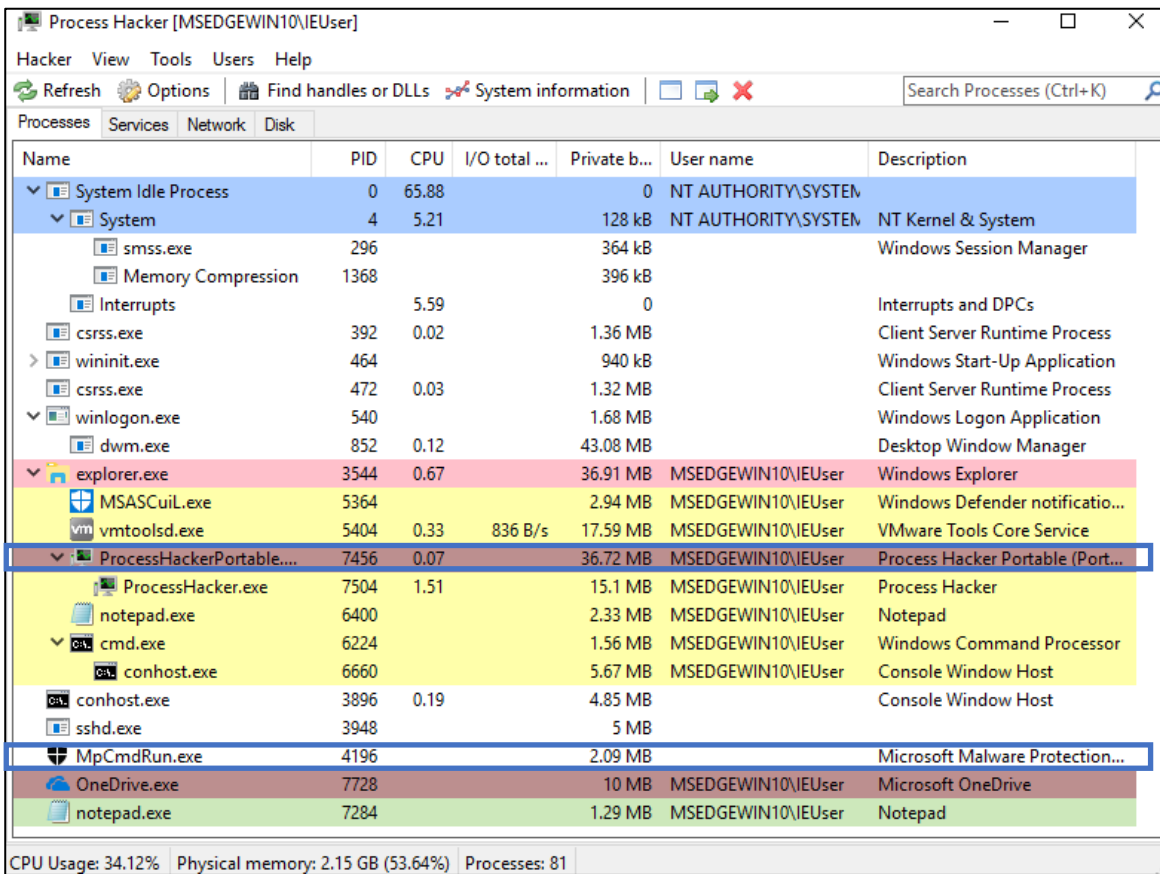 Process Hacker [MSEDGEWIN10\IEUser]
Hacker View Tools Users Help
Refresh Options Find handles or DLLs System information Search Processes (Ctrl+K)
Processes Services Network Disk
Name PID CPU I/O total ... Private b... User name Description
System Idle Process 0 65.88 0 NT AUTHORITY\SYSTEM
System 4 5.21 128 kB NT AUTHORITY\SYSTEM NT Kernel & System
smss.exe 296 364 kB Windows Session Manager
Memory Compression 1368 396 kB
Interrupts 5.59 0 Interrupts and DPCs
csrss.exe 392 0.02 1.36 MB Client Server Runtime Process
wininit.exe 464 940 kB Windows Start-Up Application
csrss.exe 472 0.03 1.32 MB Client Server Runtime Process
winlogon.exe 540 1.68 MB Windows Logon Application
dwm.exe 852 0.12 43.08 MB Desktop Window Manager
explorer.exe 3544 0.67 36.91 MB MSEDGEWIN10\IEUser Windows Explorer
MSASCuiL.exe 5364 2.94 MB MSEDGEWIN10\IEUser Windows Defender notificatio...
vm vmtoolsd.exe 5404 0.33 836 B/s 17.59 MB MSEDGEWIN10\IEUser VMware Tools Core Service
ProcessHackerPortable.... 7456 0.07 36.72 MB MSEDGEWIN10\IEUser Process Hacker Portable (Port...
ProcessHacker.exe 7504 1.51 15.1 MB MSEDGEWIN10\IEUser Process Hacker
notepad.exe 6400 2.33 MB MSEDGEWIN10\IEUser Notepad
cmd.exe 6224 1.56 MB MSEDGEWIN10\IEUser Windows Command Processor
conhost.exe 6660 5.67 MB MSEDGEWIN10\IEUser Console Window Host
conhost.exe 3896 0.19 4.85 MB Console Window Host
sshd.exe 3948 5 MB
MpCmdRun.exe 4196 2.09 MB Microsoft Malware Protection...
OneDrive.exe 7728 10 MB MSEDGEWIN10\IEUser Microsoft OneDrive
notepad.exe 7284 1.29 MB MSEDGEWIN10\IEUser Notepad
CPU Usage: 34.12% Physical memory: 2.15 GB (53.64%) Processes: 81